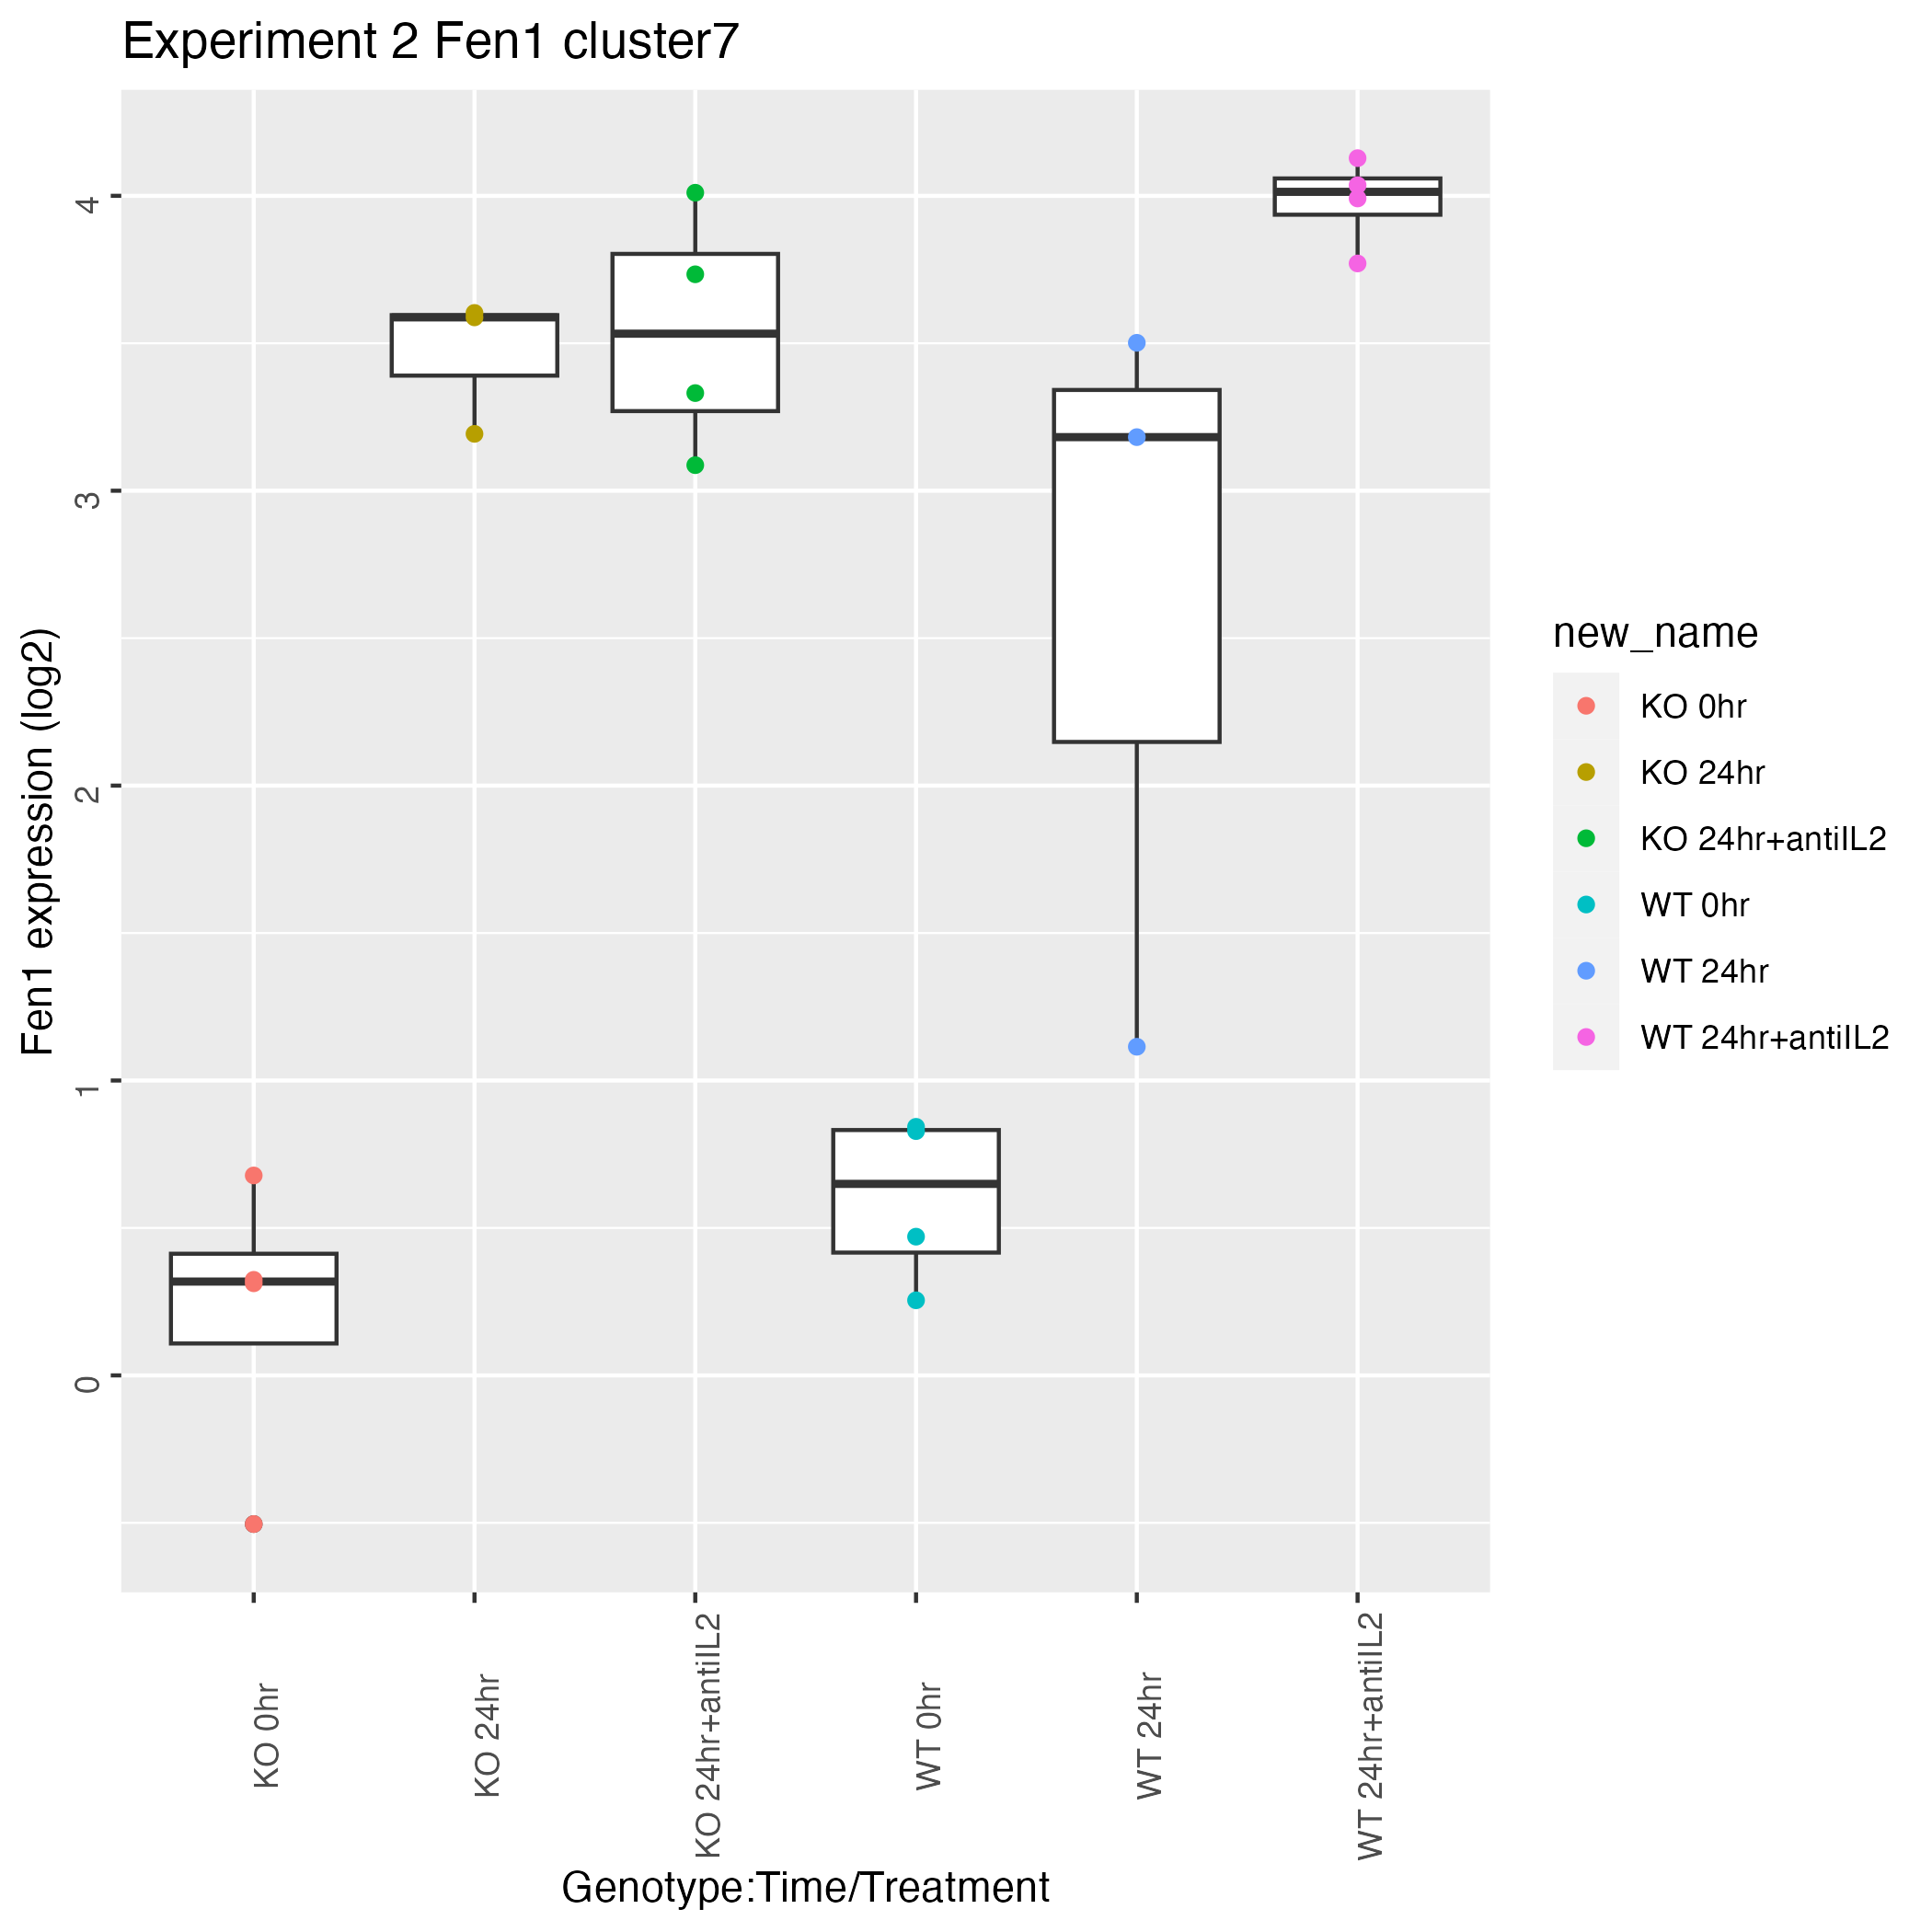 Experiment 2 Fen1 cluster7
Fen1 expression (log2)
4
3
2
1
0
KO 0hr
KO 24hr
KO 24hr+antiIL2
WT 0hr
WT 24hr
WT 24hr+antiIL2
Genotype:Time/Treatment
new_name
KO 0hr
KO 24hr
KO 24hr+antiIL2
WT 0hr
WT 24hr
WT 24hr+antiIL2